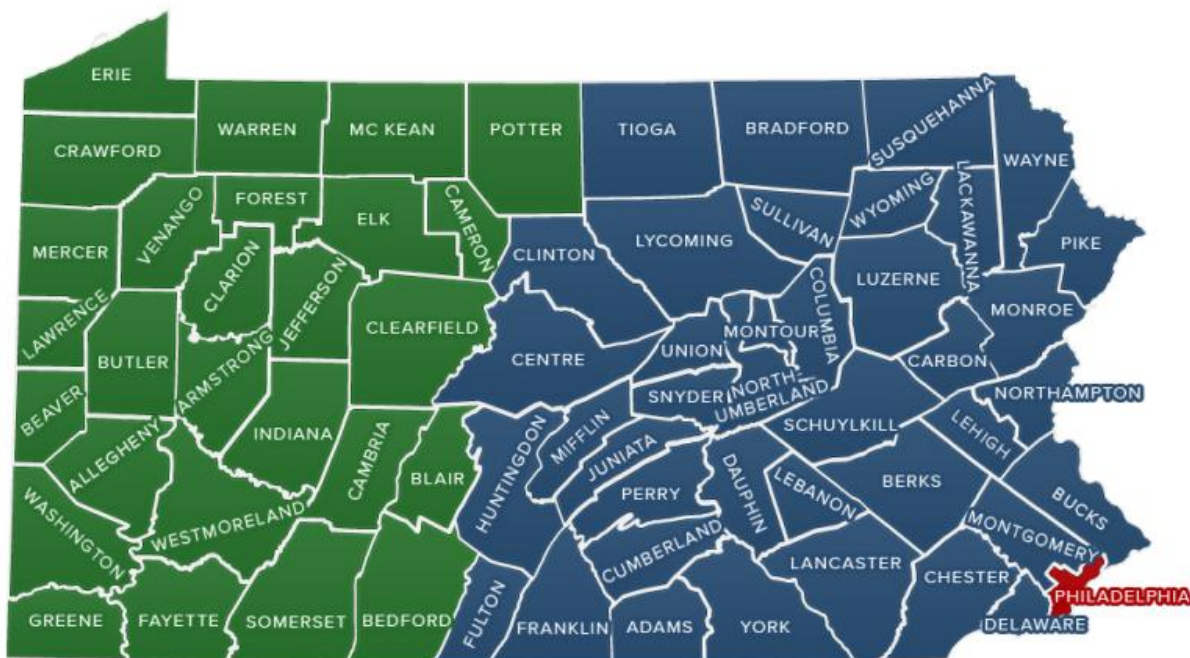 ERIE
WARREN
MC KEAN
POTTER
TIOGA
BRADFORD
SUSQUEHANNA
WAYNE
CRAWFORD
VENANGO
FOREST
ELK
CAMERON
SULLIVAN
WYOMING
LACKAWANNA
PIKE
MERCER
CLARION
JEFFERSON
CLINTON
LYCOMING
COLUMBIA
LUZERNE
MONROE
LAWRENCE
BUTLER
ARMSTRONG
CLEARFIELD
CENTRE
UNION
MONTOUR
CARBON
BEAVER
SNYDER
NORTH-
UMBERLAND
NORTHAMPTON
ALLEGHENY
INDIANA
CAMBRIA
BLAIR
HUNTINGDON
MIFFLIN
JUNIATA
SCHUYLKILL
LEHIGH
WASHINGTON
WESTMORELAND
PERRY
DAUPHIN
LEBANON
BERKS
BUCKS
MONTGOMERY
CUMBERLAND
LANCASTER
CHESTER
PHILADELPHIA
GREENE
FAYETTE
SOMERSET
BEDFORD
FULTON
FRANKLIN
ADAMS
YORK
DELAWARE